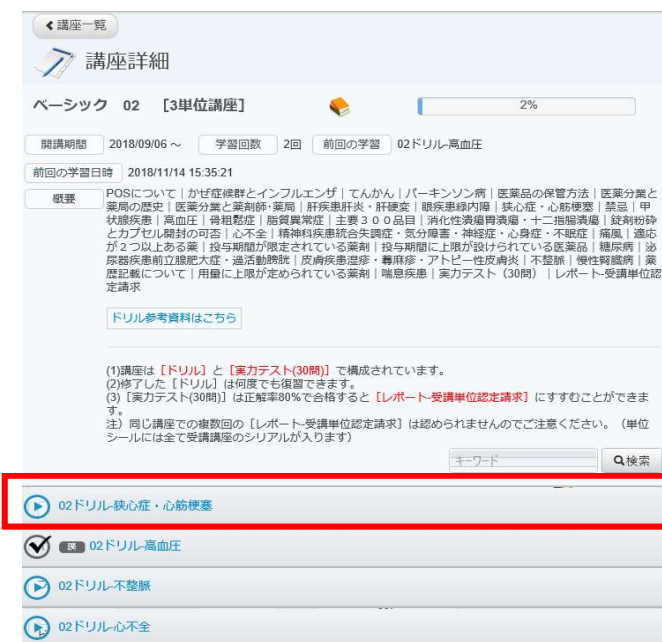 講座一覧
講座詳細
ベーシック 02 [3単位講座] 2%
開講期間 2018/09/06 ~ 学習回数 2回 前回の学習 02ドリル-高血圧
前回の学習日時 2018/11/14 15:35:21
概要 POSについて | かぜ症候群とインフルエンザ | てんかん | パーキンソン病 | 医薬品の保管方法 | 医薬分業と
薬局の歴史 | 医薬分業と薬剤師･薬局 | 肝疾患肝炎・肝硬変 | 眼疾患緑内障 | 狭心症・心筋梗塞 | 禁忌 | 甲
状腺疾患 | 高血圧 | 骨粗鬆症 | 脂質異常症 | 主要３００品目 | 消化性潰瘍胃潰瘍・十二指腸潰瘍 | 錠剤粉砕
とカプセル開封の可否 | 心不全 | 精神科疾患統合失調症・気分障害・神経症・心身症・不眠症 | 痛風 | 適応
が２つ以上ある薬 | 投与期間が限定されている薬剤 | 投与期間に上限が設けられている医薬品 | 糖尿病 | 泌
尿器疾患前立腺肥大症・過活動膀胱 | 皮膚疾患湿疹・蕁麻疹・アトピー性皮膚炎 | 不整脈 | 慢性腎臓病 | 薬
歴記載について | 用量に上限が定められている薬剤 | 喘息疾患 | 実力テスト（30問） | レポート-受講単位認
定請求
ドリル参考資料はこちら
(1)講座は［ドリル］と［実力テスト(30問)］で構成されています。
(2)修了した［ドリル］は何度でも復習できます。
(3)［実力テスト(30問)］は正解率80%で合格すると［レポート-受講単位認定請求］にすすむことができま
す。
注）同じ講座での複数回の［レポート-受講単位認定請求］は認められませんのでご注意ください。（単位
シールには全て受講講座のシリアルが入ります）
キーワード 検索
02ドリル-狭心症・心筋梗塞
02ドリル-高血圧
02ドリル-不整脈
02ドリル-心不全